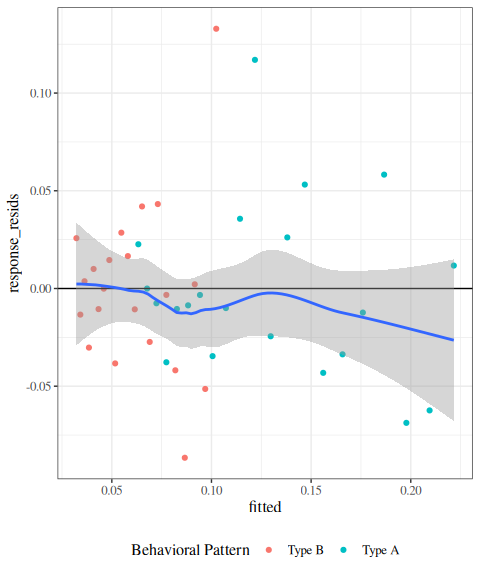 response_resids
0.10
0.05
0.00
-0.05
0.05 0.10 0.15 0.20
fitted
Behavioral Pattern Type B Type A